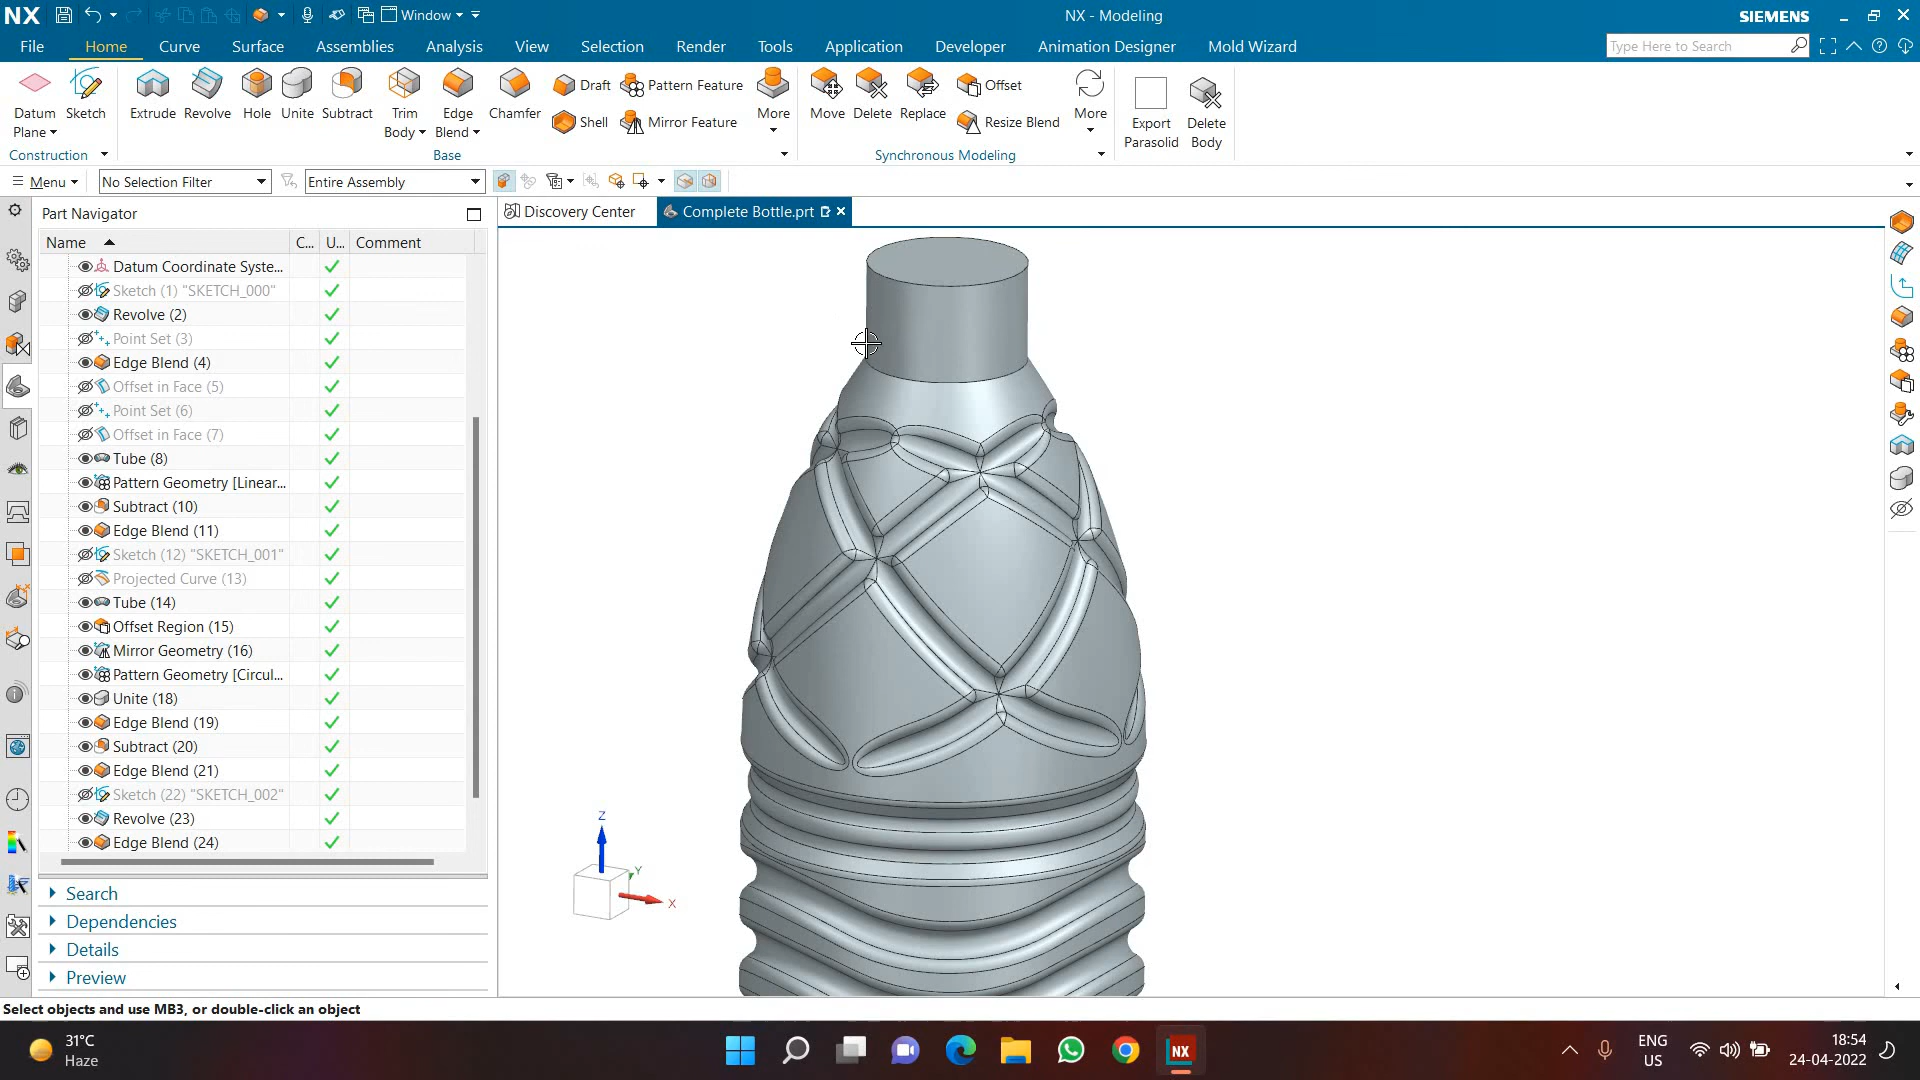 NX Window NX - Modeling SIEMENS
File Home Curve Surface Assemblies Analysis View Selection Render Tools Application Developer Animation Designer Mold Wizard Type Here to Search
Datum Plane Sketch Extrude Revolve Hole Unite Subtract Trim Body Edge Blend Chamfer Draft Shell Pattern Feature Mirror Feature More Move Delete Replace Offset Resize Blend More Export Parasolid Delete Body
Construction Base Synchronous Modeling
Menu No Selection Filter Entire Assembly
Part Navigator Discovery Center Complete Bottle.prt
Name C... U... Comment
Datum Coordinate Syste...
Sketch (1) "SKETCH_000"
Revolve (2)
Point Set (3)
Edge Blend (4)
Offset in Face (5)
Point Set (6)
Offset in Face (7)
Tube (8)
Pattern Geometry [Linear...
Subtract (10)
Edge Blend (11)
Sketch (12) "SKETCH_001"
Projected Curve (13)
Tube (14)
Offset Region (15)
Mirror Geometry (16)
Pattern Geometry [Circul...
Unite (18)
Edge Blend (19)
Subtract (20)
Edge Blend (21)
Sketch (22) "SKETCH_002"
Revolve (23)
Edge Blend (24)
Z
Y
X
Search
Dependencies
Details
Preview
Select objects and use MB3, or double-click an object
31°C
Haze
NX
ENG
US
18:54
24-04-2022